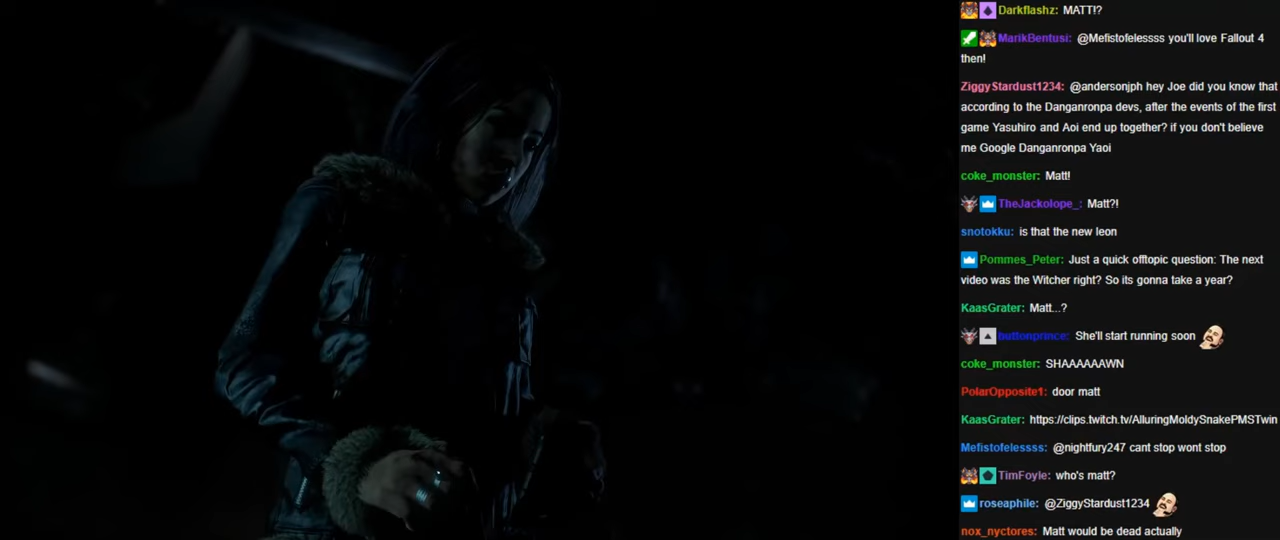 Darkflashz: MATT!?
MarikBentusi: @Mefistofelessss you'll love Fallout 4
then!
ZiggyStardust1234: @andersonjph hey Joe did you know that
according to the Danganronpa devs, after the events of the first
game Yasuhiro and Aoi end up together? if you don't believe
me Google Danganronpa Yaoi
coke_monster: Matt!
TheJackolope_: Matt?!
snotokku: is that the new leon
Pommes_Peter: Just a quick offtopic question: The next
video was the Witcher right? So its gonna take a year?
KaasGrater: Matt...?
buttonprince: She'll start running soon
coke_monster: SHAAAAAAWN
PolarOpposite1: door matt
KaasGrater: https://clips.twitch.tv/AlluringMoldySnakePMSTwin
Mefistofelessss: @nightfury247 cant stop wont stop
TimFoyle: who's matt?
roseaphile: @ZiggyStardust1234
nox_nyctores: Matt would be dead actually